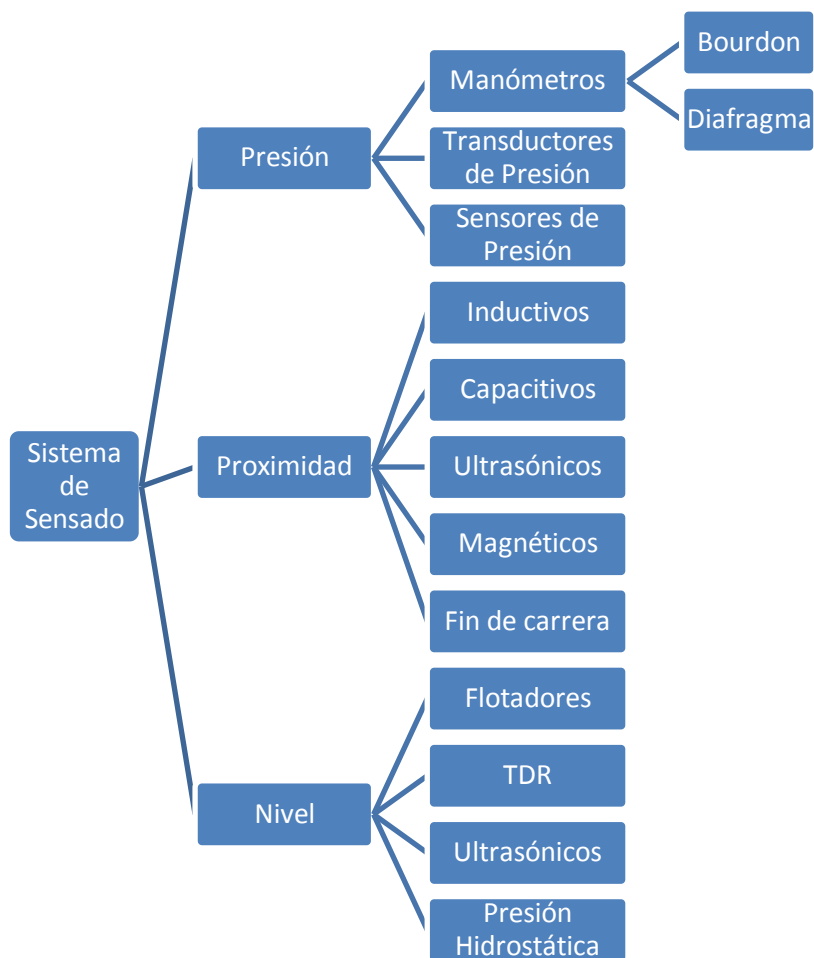 Bourdon
Manómetros
Diafragma
Presión
Transductores
de Presión
Sensores de
Presión
Inductivos
Capacitivos
Sistema
de
Sensado
Proximidad
Ultrasónicos
Magnéticos
Fin de carrera
Flotadores
TDR
Nivel
Ultrasónicos
Presión
Hidrostática